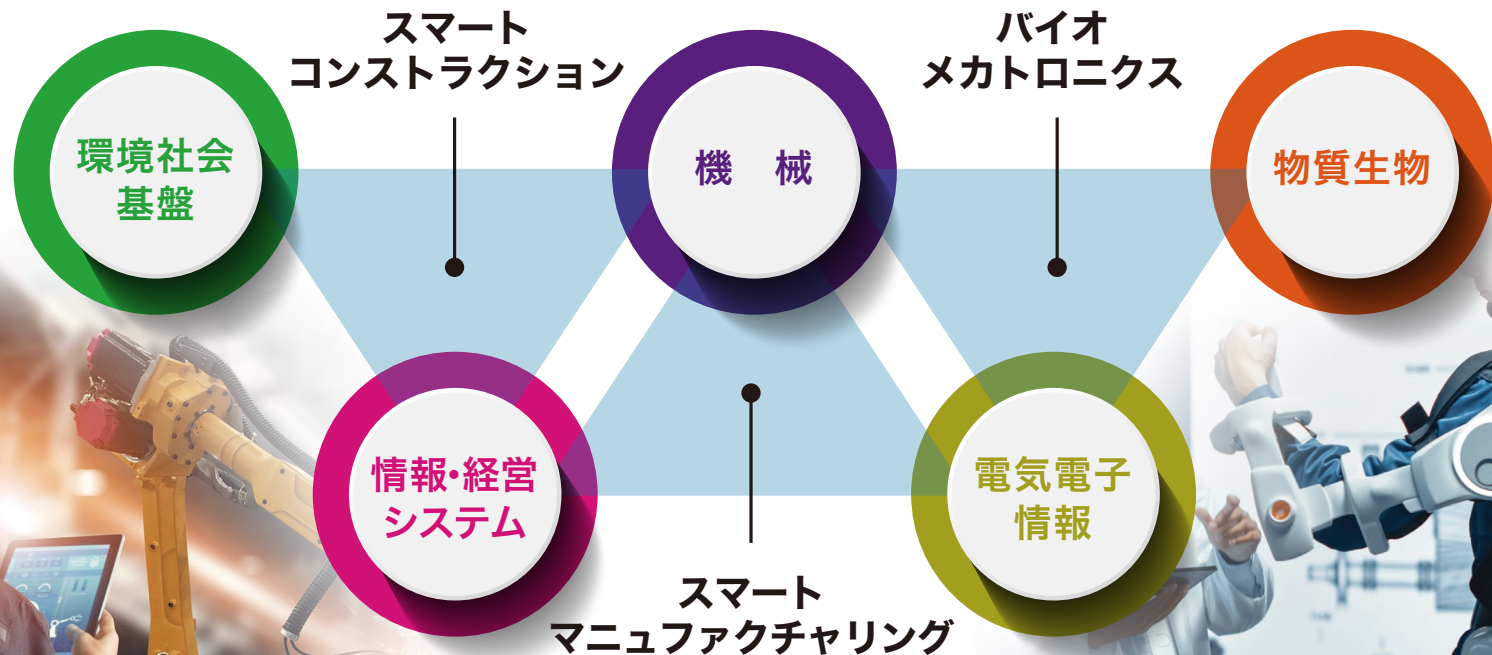 スマート
コンストラクション
バイオ
メカトロニクス
環境社会
基盤
機　械
物質生物
情報・経営
システム
電気電子
情報
スマート
マニュファクチャリング